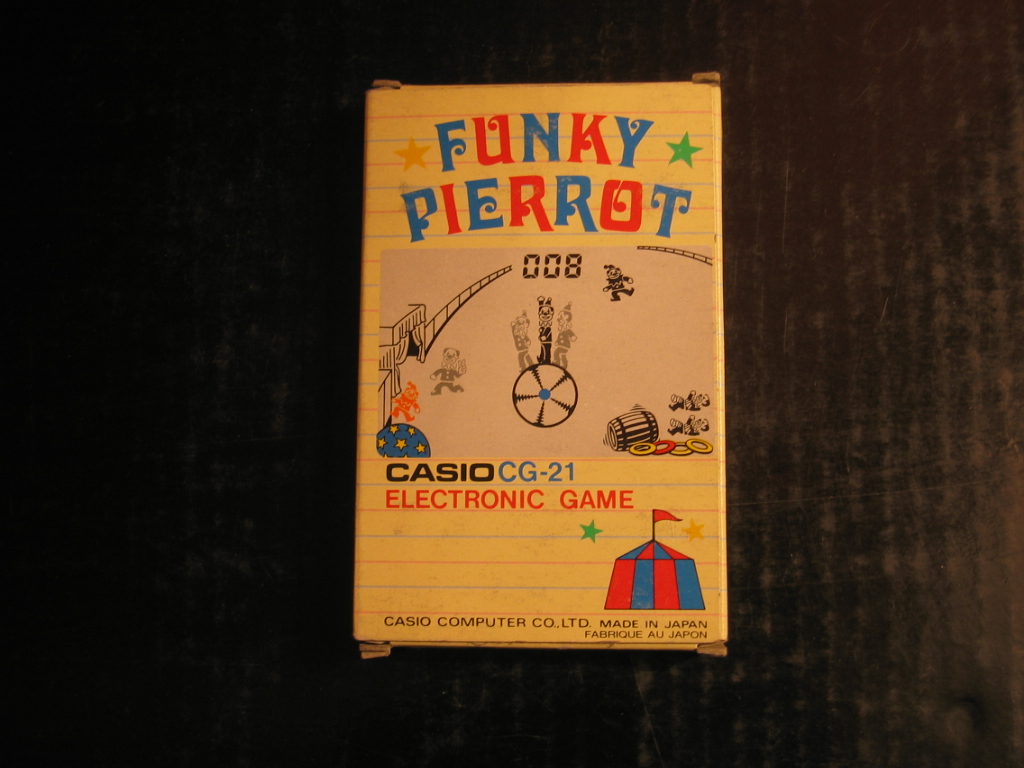 FUNKY
PIERROT
008
CASIO CG-21
ELECTRONIC GAME
CASIO COMPUTER CO.,LTD. MADE IN JAPAN
FABRIQUE AU JAPON